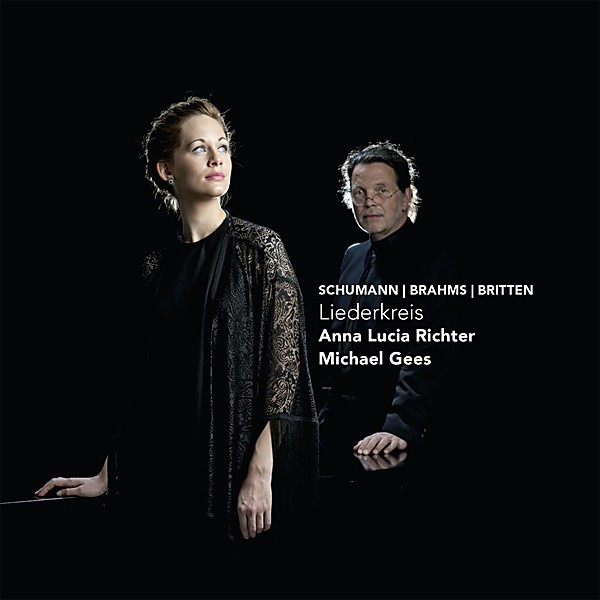 SCHUMANN | BRAHMS | BRITTEN
Liederkreis
Anna Lucia Richter
Michael Gees